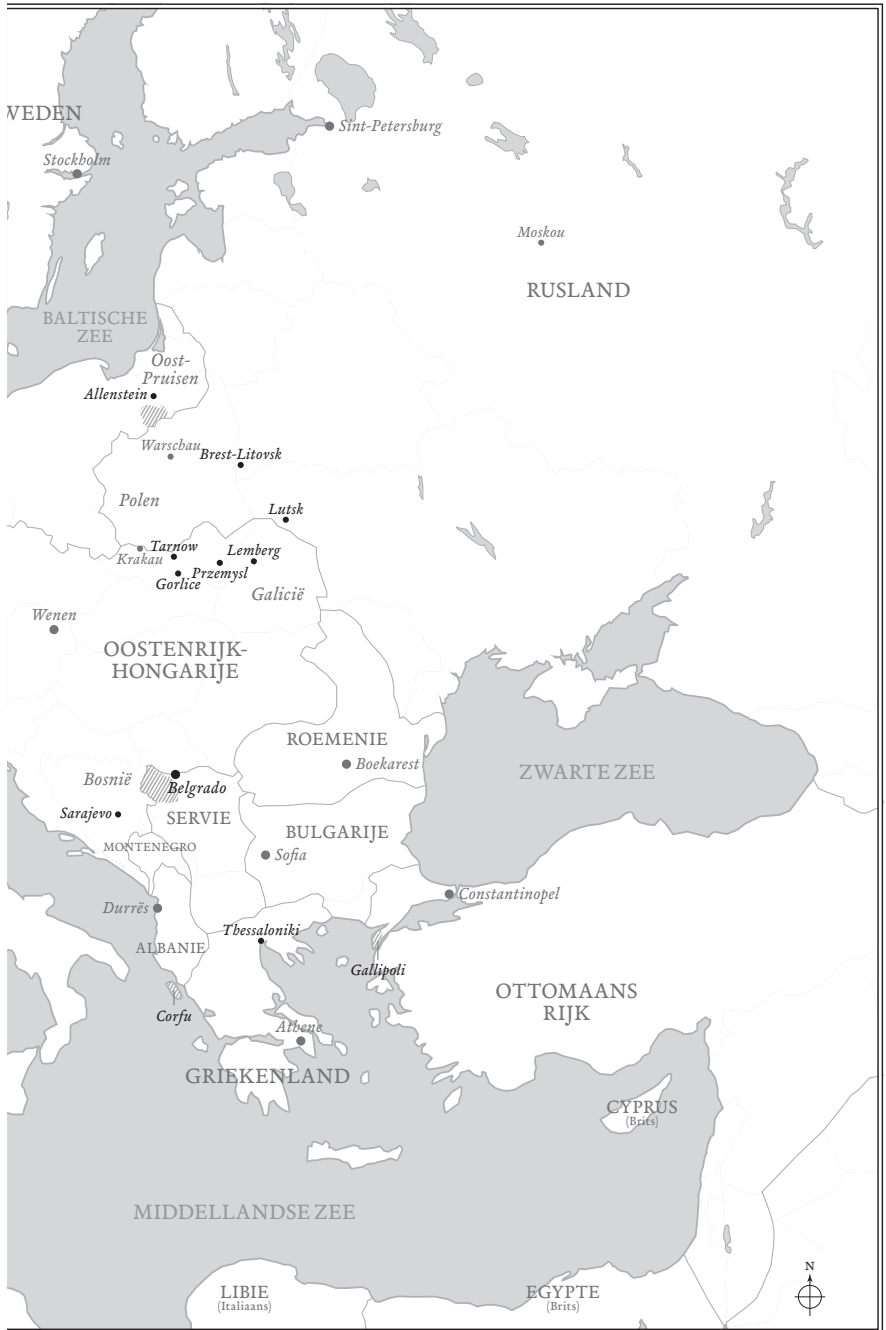 WEDEN
Sint-Petersburg
Stockholm
Moskou
RUSLAND
BALTISCHE
ZEE
Oost-
Pruisen
Allenstein
Warschau
Brest-Litovsk
Polen
Lutsk
Tarnow
Lemberg
Krakau
Przemysl
Gorlice
Galicië
Wenen
OOSTENRIJK-
HONGARIJE
ROEMENIE
Boekarest
ZWARTE ZEE
Bosnië
Belgrado
Sarajevo
SERVIE
BULGARIJE
MONTENEGRO
Sofia
Constantinopel
Durrës
Thessaloniki
ALBANIE
Gallipoli
OTTOMAANS
RIJK
Corfu
Athene
GRIEKENLAND
CYPRUS
(Brits)
MIDDELLANDSE ZEE
N
LIBIE
(Italiaans)
EGYPTE
(Brits)